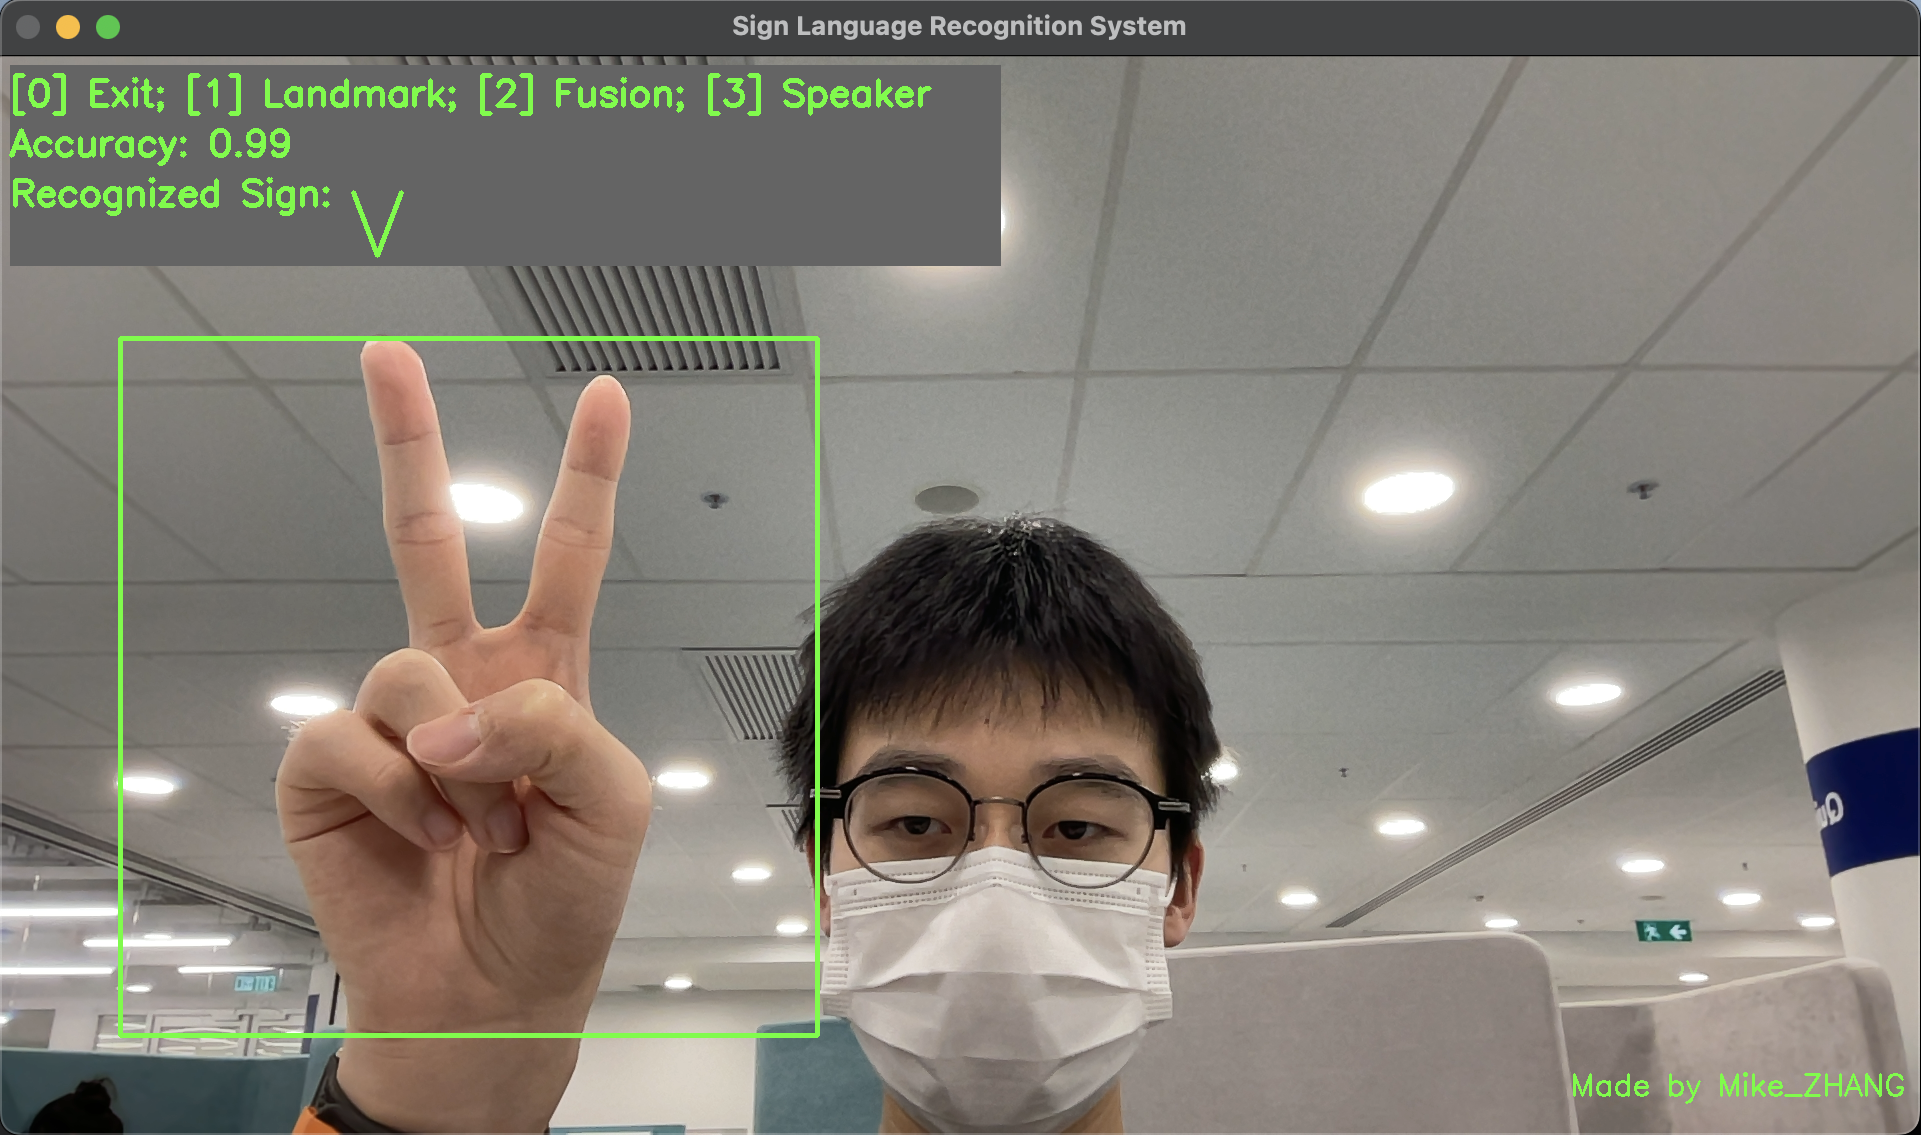 Sign Language Recognition System
[0] Exit; [1] Landmark; [2] Fusion; [3] Speaker
Accuracy: 0.99
Recognized Sign: V
Made by Mike_ZHANG